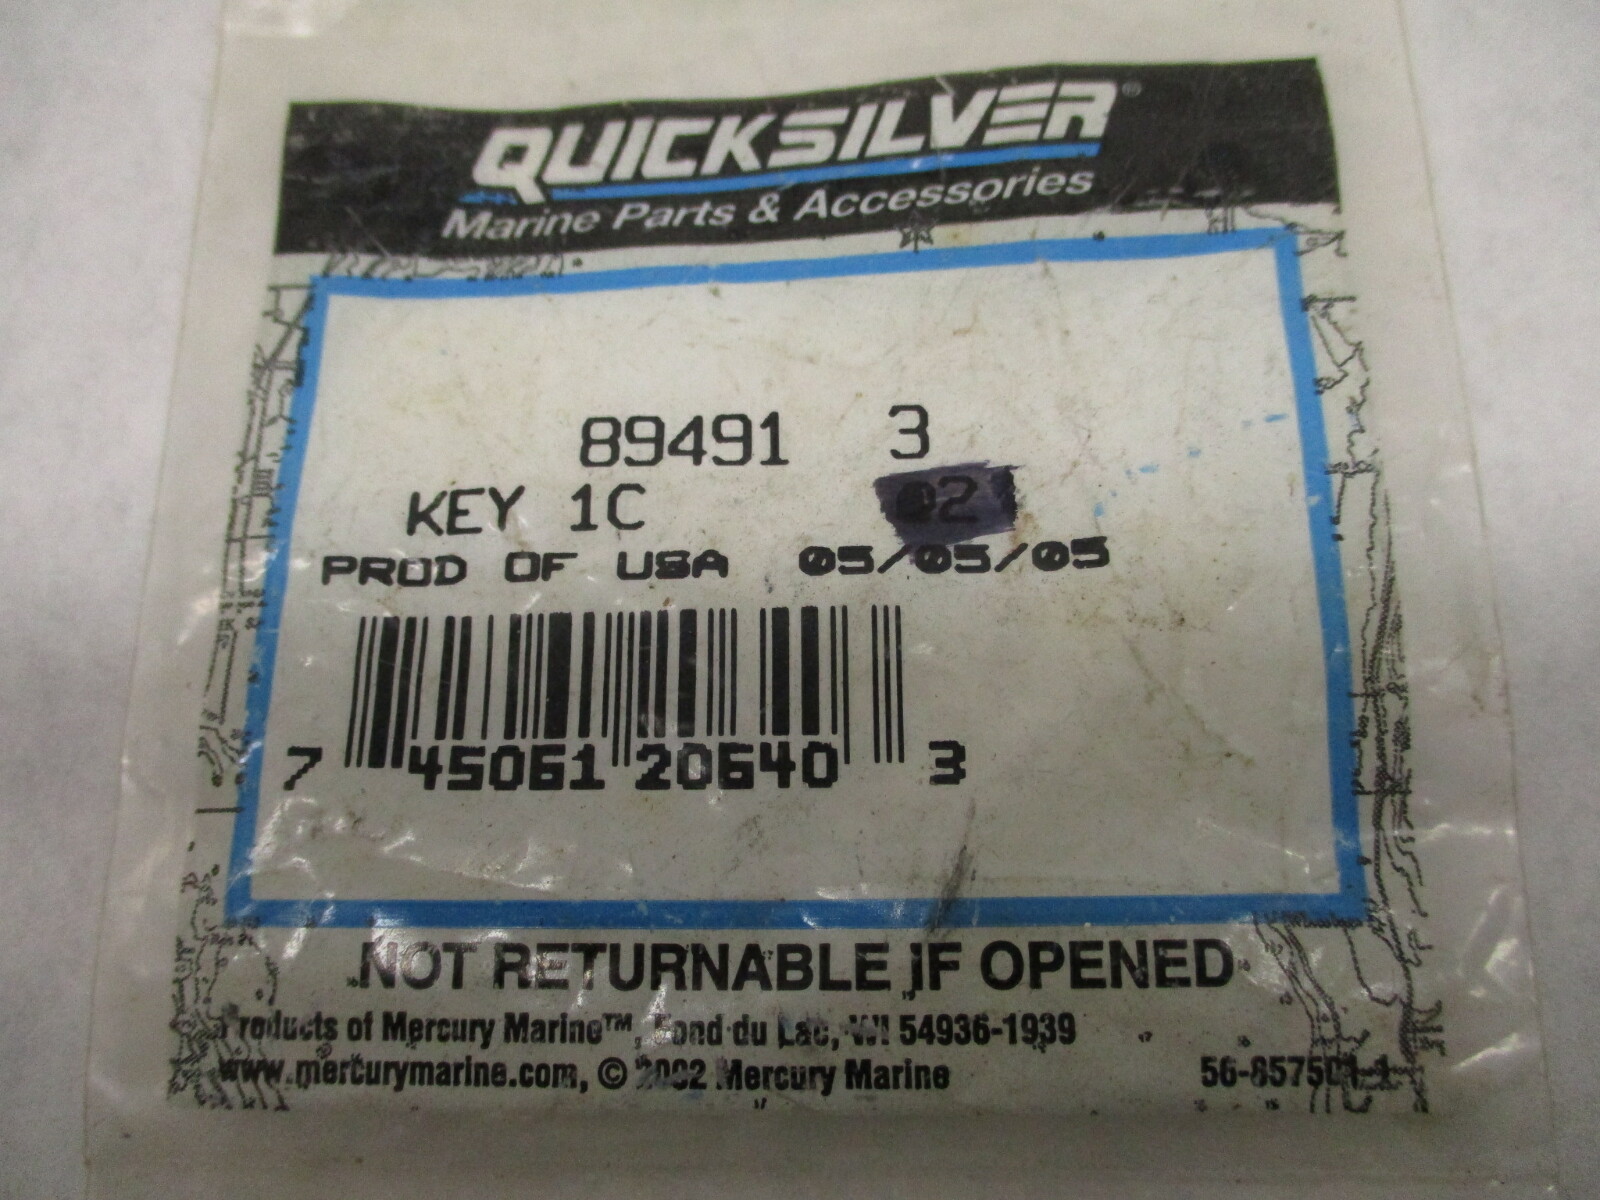 QUICKSILVER®
Marine Parts & Accessories
89491 3
KEY 1C 02
PROD OF USA 05/05/05
7 45061 20640 3
NOT RETURNABLE IF OPENED
Products of Mercury Marine™, Fond du Lac, WI 54936-1939
www.mercurymarine.com, © 2002 Mercury Marine